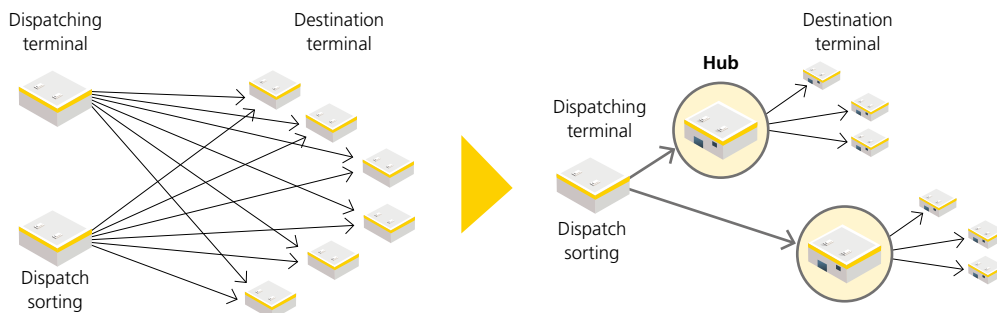 Dispatching
terminal
Destination
terminal
Dispatch
sorting
Destination
terminal
Hub
Dispatching
terminal
Dispatch
sorting